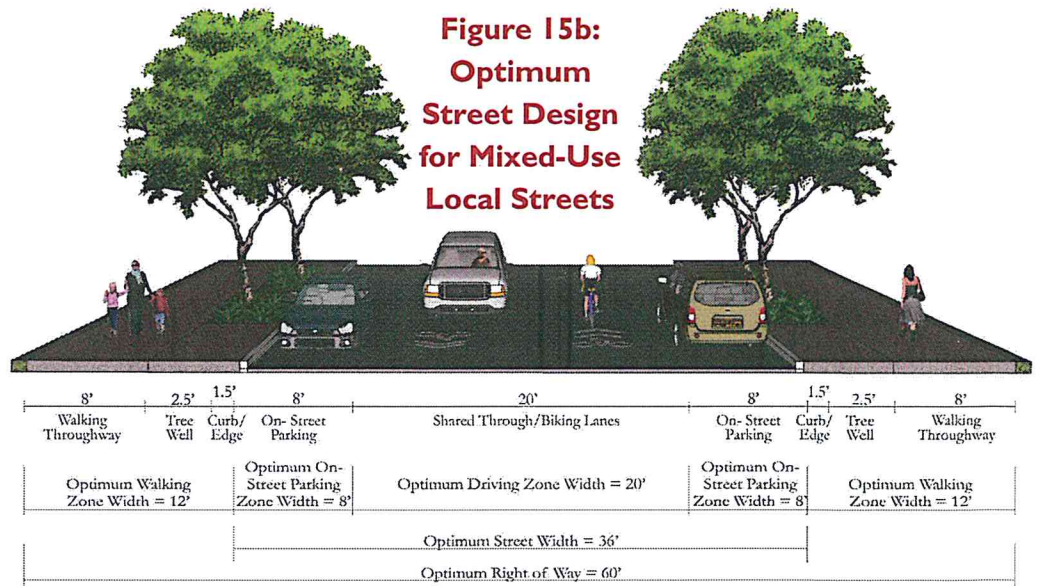 Figure 15b:
Optimum
Street Design
for Mixed-Use
Local Streets
8' 2.5' 1.5' 8' 20' 8' 1.5' 2.5' 8'
Walking Throughway
Tree Well
Curb/ Edge
On- Street Parking
Shared Through/Biking Lanes
On- Street Parking
Curb/ Edge
Tree Well
Walking Throughway
Optimum Walking
Zone Width = 12'
Optimum On-
Street Parking
Zone Width = 8'
Optimum Driving Zone Width = 20'
Optimum On-
Street Parking
Zone Width = 8'
Optimum Walking
Zone Width = 12'
Optimum Street Width = 36'
Optimum Right of Way = 60'